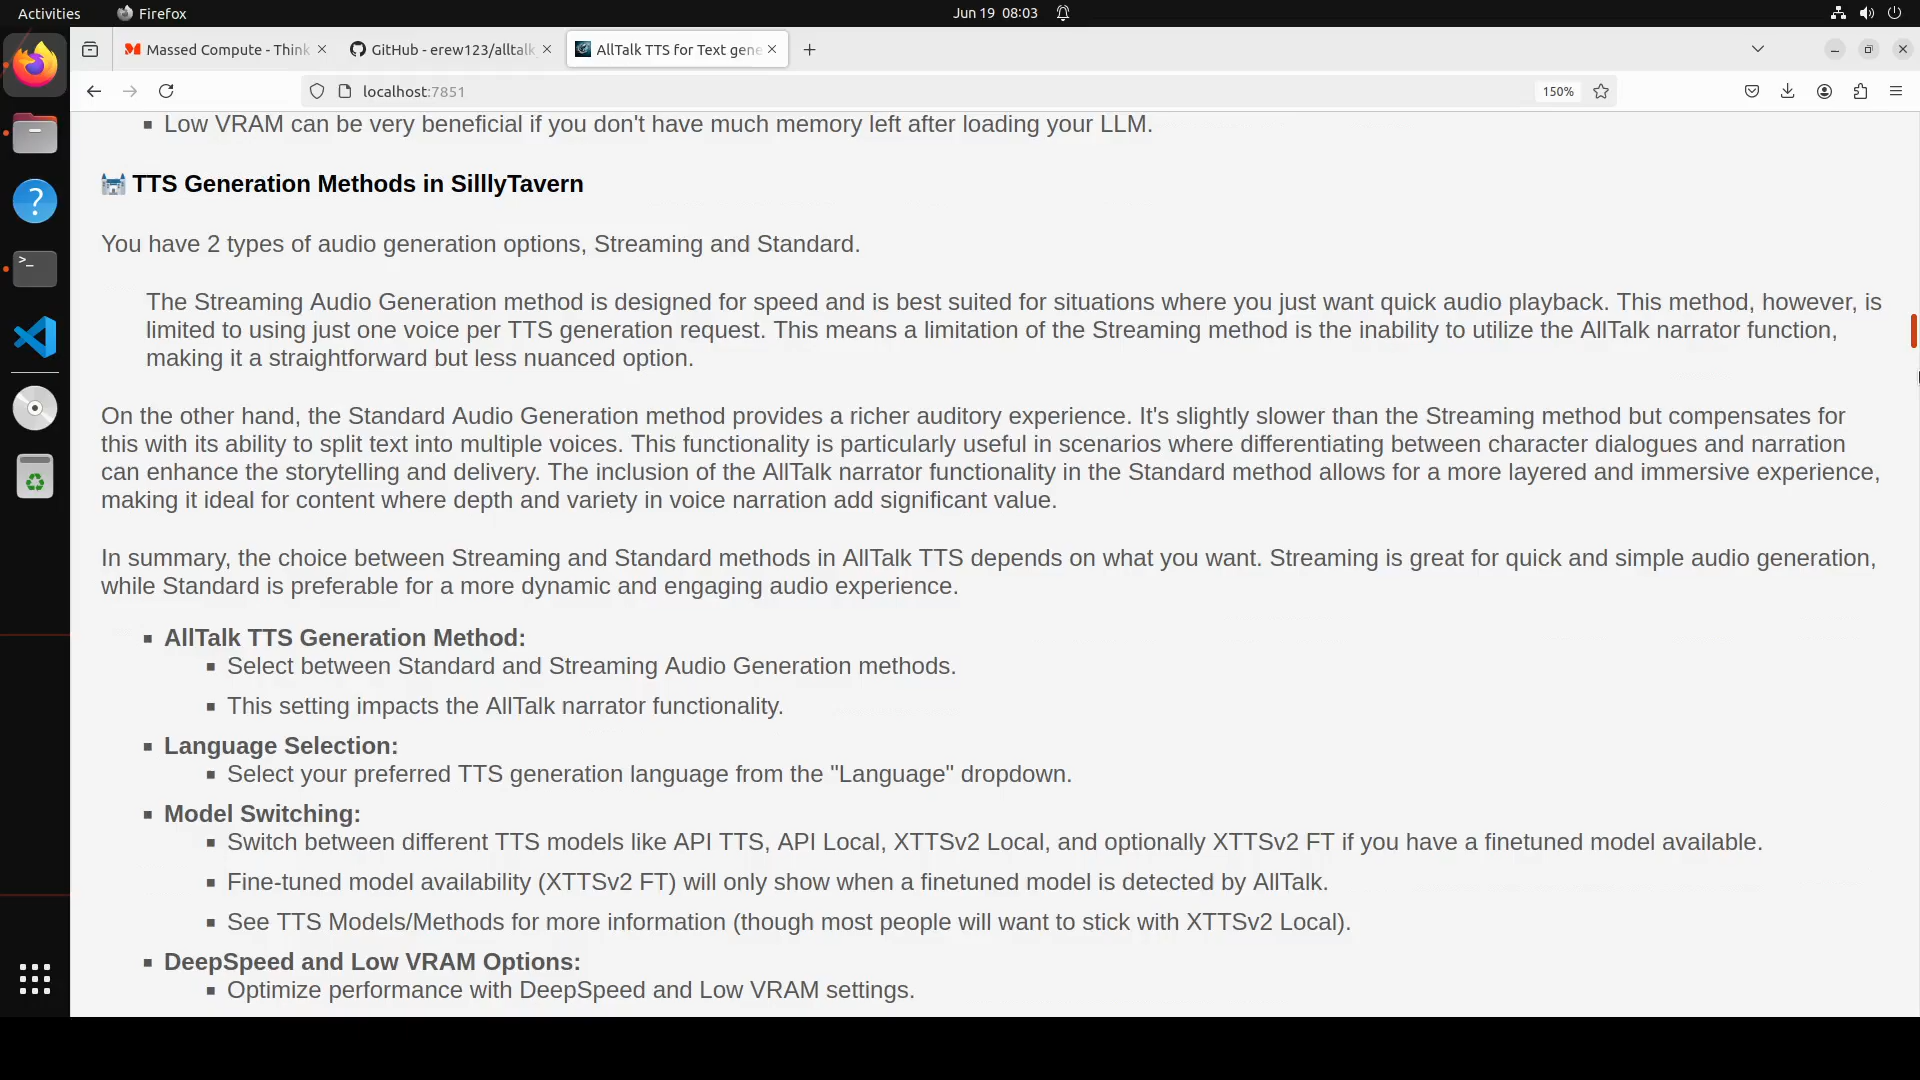 Activities
Firefox
Jun 19 08:03
Massed Compute - Think
GitHub - erew123/alltalk
AllTalk TTS for Text gene
localhost:7851
150%
Low VRAM can be very beneficial if you don't have much memory left after loading your LLM.
TTS Generation Methods in SilllyTavern
You have 2 types of audio generation options, Streaming and Standard.
The Streaming Audio Generation method is designed for speed and is best suited for situations where you just want quick audio playback. This method, however, is
limited to using just one voice per TTS generation request. This means a limitation of the Streaming method is the inability to utilize the AllTalk narrator function,
making it a straightforward but less nuanced option.
On the other hand, the Standard Audio Generation method provides a richer auditory experience. It's slightly slower than the Streaming method but compensates for
this with its ability to split text into multiple voices. This functionality is particularly useful in scenarios where differentiating between character dialogues and narration
can enhance the storytelling and delivery. The inclusion of the AllTalk narrator functionality in the Standard method allows for a more layered and immersive experience,
making it ideal for content where depth and variety in voice narration add significant value.
In summary, the choice between Streaming and Standard methods in AllTalk TTS depends on what you want. Streaming is great for quick and simple audio generation,
while Standard is preferable for a more dynamic and engaging audio experience.
AllTalk TTS Generation Method:
Select between Standard and Streaming Audio Generation methods.
This setting impacts the AllTalk narrator functionality.
Language Selection:
Select your preferred TTS generation language from the "Language" dropdown.
Model Switching:
Switch between different TTS models like API TTS, API Local, XTTSv2 Local, and optionally XTTSv2 FT if you have a finetuned model available.
Fine-tuned model availability (XTTSv2 FT) will only show when a finetuned model is detected by AllTalk.
See TTS Models/Methods for more information (though most people will want to stick with XTTSv2 Local).
DeepSpeed and Low VRAM Options:
Optimize performance with DeepSpeed and Low VRAM settings.